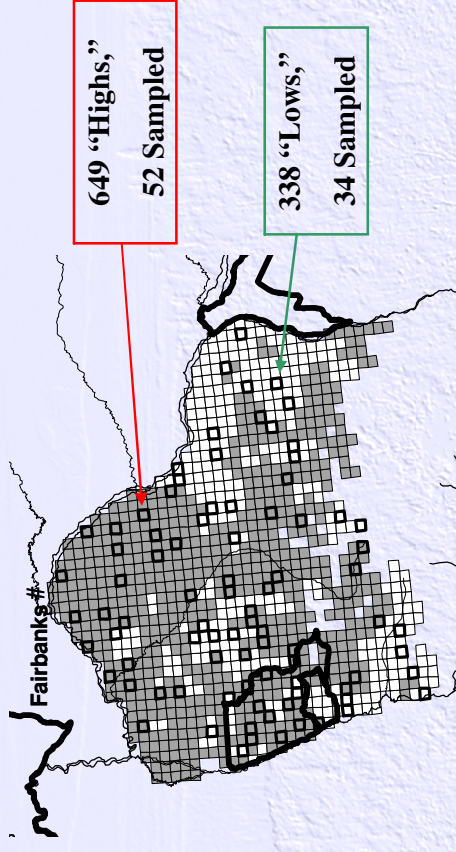 Fairbanks #
649 “Highs,”
52 Sampled
338 “Lows,”
34 Sampled